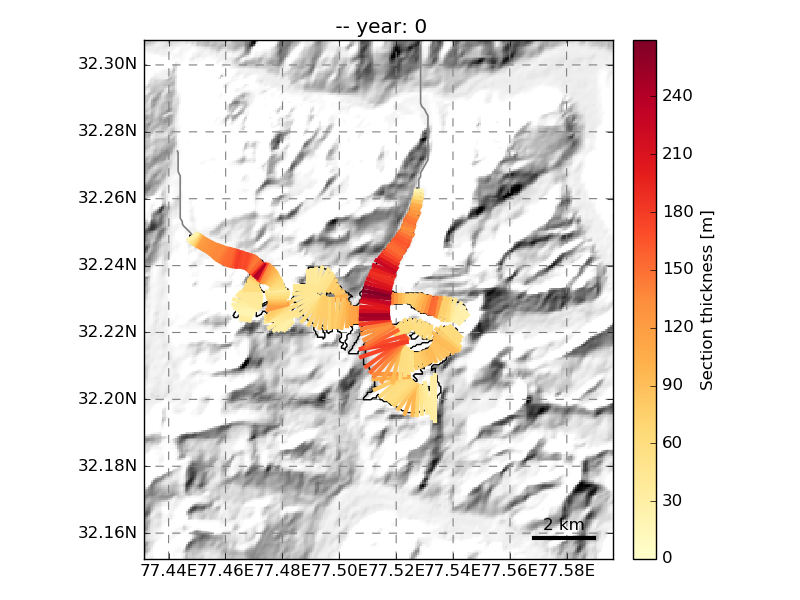 -- year: 0
32.30N
32.28N
32.26N
32.24N
32.22N
32.20N
32.18N
32.16N
77.44E77.46E77.48E77.50E77.52E77.54E77.56E77.58E
2 km
240
210
180
150
120
90
60
30
0
Section thickness [m]